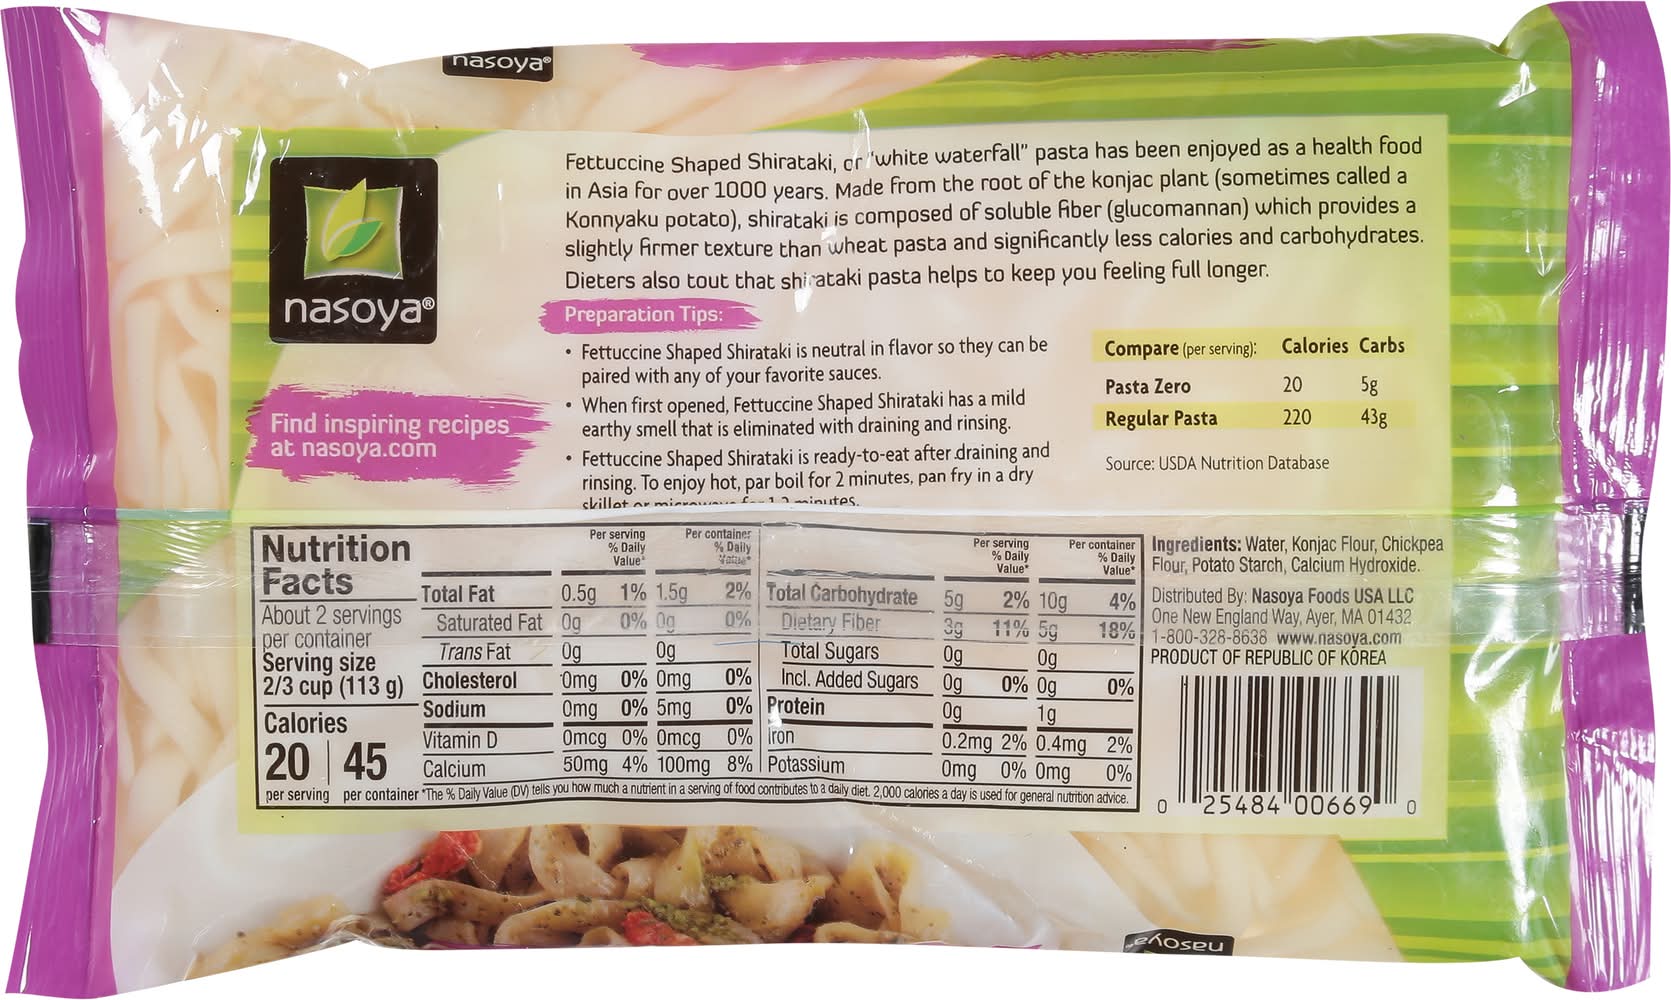 nasoya®
Fettuccine Shaped Shirataki, or "white waterfall" pasta has been enjoyed as a health food
in Asia for over 1000 years. Made from the root of the konjac plant (sometimes called a
Konnyaku potato), shirataki is composed of soluble fiber (glucomannan) which provides a
slightly firmer texture than wheat pasta and significantly less calories and carbohydrates.
Dieters also tout that shirataki pasta helps to keep you feeling full longer.
nasoya®
Find inspiring recipes
at nasoya.com
Preparation Tips:
• Fettuccine Shaped Shirataki is neutral in flavor so they can be
paired with any of your favorite sauces.
• When first opened, Fettuccine Shaped Shirataki has a mild
earthy smell that is eliminated with draining and rinsing.
• Fettuccine Shaped Shirataki is ready-to-eat after draining and
rinsing. To enjoy hot, par boil for 2 minutes, pan fry in a dry
skillet or microwave for 1-2 minutes.
Compare (per serving): Calories Carbs
Pasta Zero 20 5g
Regular Pasta 220 43g
Source: USDA Nutrition Database
Nutrition
Facts
About 2 servings
per container
Serving size
2/3 cup (113 g)
Calories
20 45
per serving per container
Per serving Per container
% Daily % Daily
Value* Value*
Total Fat 0.5g 1% 1.5g 2%
Saturated Fat 0g 0% 0g 0%
Trans Fat 0g 0g
Cholesterol 0mg 0% 0mg 0%
Sodium 0mg 0% 5mg 0%
Vitamin D 0mcg 0% 0mcg 0%
Calcium 50mg 4% 100mg 8%
Per serving Per container
% Daily % Daily
Value* Value*
Total Carbohydrate 5g 2% 10g 4%
Dietary Fiber 3g 11% 5g 18%
Total Sugars 0g 0g
Incl. Added Sugars 0g 0% 0g 0%
Protein 0g 1g
Iron 0.2mg 2% 0.4mg 2%
Potassium 0mg 0% 0mg 0%
*The % Daily Value (DV) tells you how much a nutrient in a serving of food contributes to a daily diet. 2,000 calories a day is used for general nutrition advice.
Ingredients: Water, Konjac Flour, Chickpea
Flour, Potato Starch, Calcium Hydroxide.
Distributed By: Nasoya Foods USA LLC
One New England Way, Ayer, MA 01432
1-800-328-8638 www.nasoya.com
PRODUCT OF REPUBLIC OF KOREA
0 25484 00669 0
nasoya®